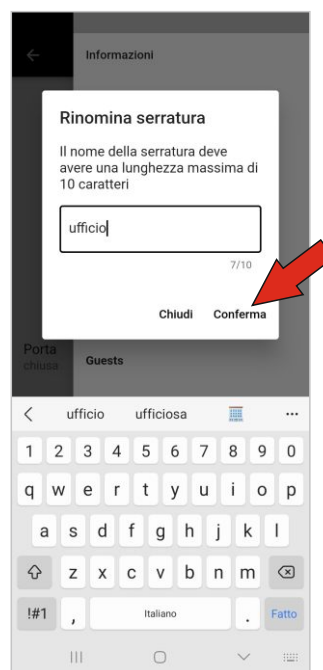 Informazioni
Rinomina serratura
Il nome della serratura deve
avere una lunghezza massima di
10 caratteri
ufficio
7/10
Chiudi Conferma
Porta
chiusa
Guests
ufficio ufficiosa
1 2 3 4 5 6 7 8 9 0
q w e r t y u i o p
a s d f g h j k l
z x c v b n m
!#1 , Italiano . Fatto